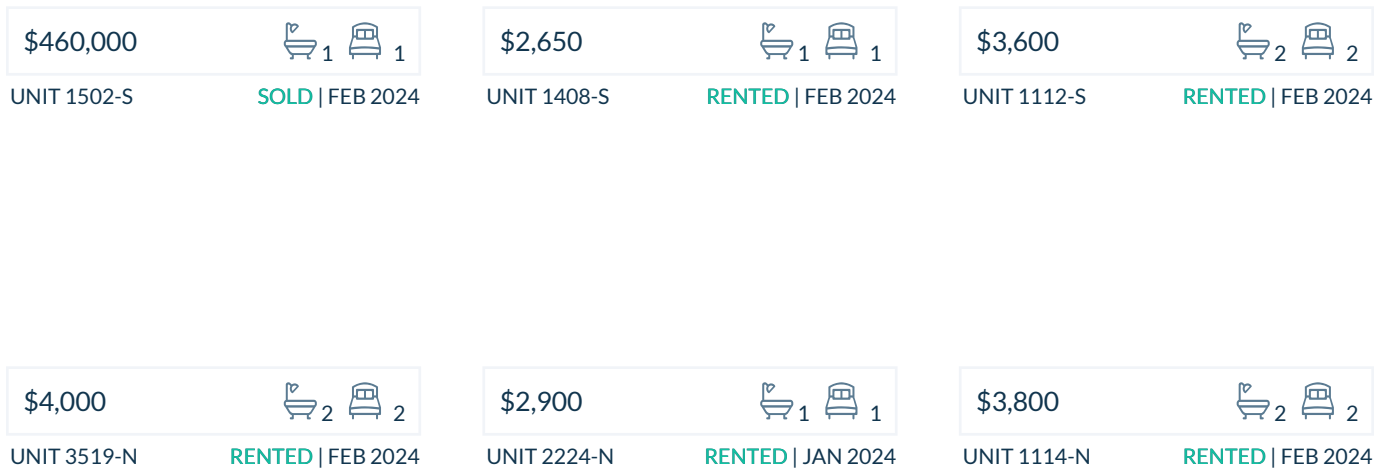 $460,000 1 1
UNIT 1502-S SOLD | FEB 2024
$2,650 1 1
UNIT 1408-S RENTED | FEB 2024
$3,600 2 2
UNIT 1112-S RENTED | FEB 2024
$4,000 2 2
UNIT 3519-N RENTED | FEB 2024
$2,900 1 1
UNIT 2224-N RENTED | JAN 2024
$3,800 2 2
UNIT 1114-N RENTED | FEB 2024